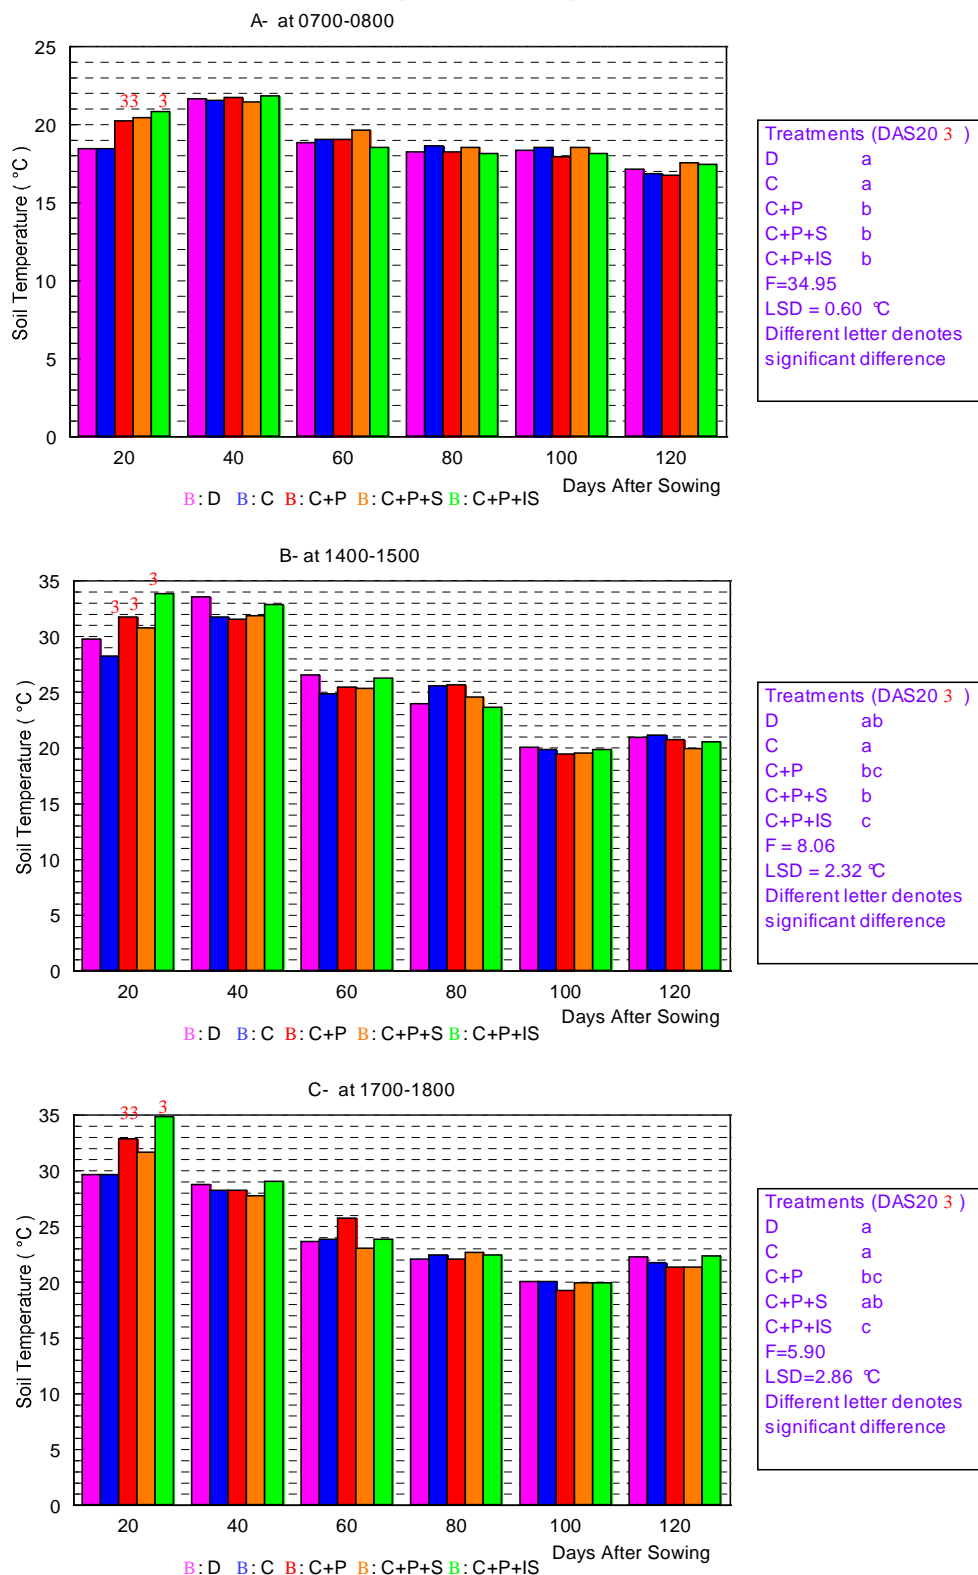 A- at 0700-0800
25
20
15
10
5
0
Soil Temperature ( °C )
33 3
20 40 60 80 100 120
Days After Sowing
B: D B: C B: C+P B: C+P+S B: C+P+IS
Treatments (DAS20 3 )
D a
C a
C+P b
C+P+S b
C+P+IS b
F=34.95
LSD = 0.60 °C
Different letter denotes
significant difference
B- at 1400-1500
35
30
25
20
15
10
5
0
Soil Temperature ( °C )
3 3 3
20 40 60 80 100 120
Days After Sowing
B: D B: C B: C+P B: C+P+S B: C+P+IS
Treatments (DAS20 3 )
D ab
C a
C+P bc
C+P+S b
C+P+IS c
F = 8.06
LSD = 2.32 °C
Different letter denotes
significant difference
C- at 1700-1800
35
30
25
20
15
10
5
0
Soil Temperature ( °C )
33 3
20 40 60 80 100 120
Days After Sowing
B: D B: C B: C+P B: C+P+S B: C+P+IS
Treatments (DAS20 3 )
D a
C a
C+P bc
C+P+S ab
C+P+IS c
F=5.90
LSD=2.86 °C
Different letter denotes
significant difference